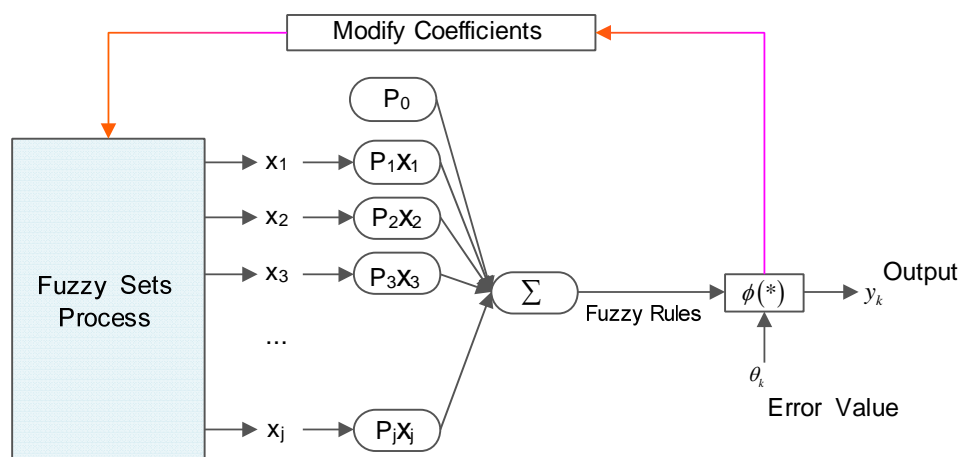 Modify Coefficients
P₀
x₁
P₁x₁
x₂
P₂x₂
x₃
P₃x₃
Fuzzy Sets
Process
Σ
Fuzzy Rules
ϕ(*)
Output
yₖ
...
θₖ
Error Value
xⱼ
Pⱼxⱼ